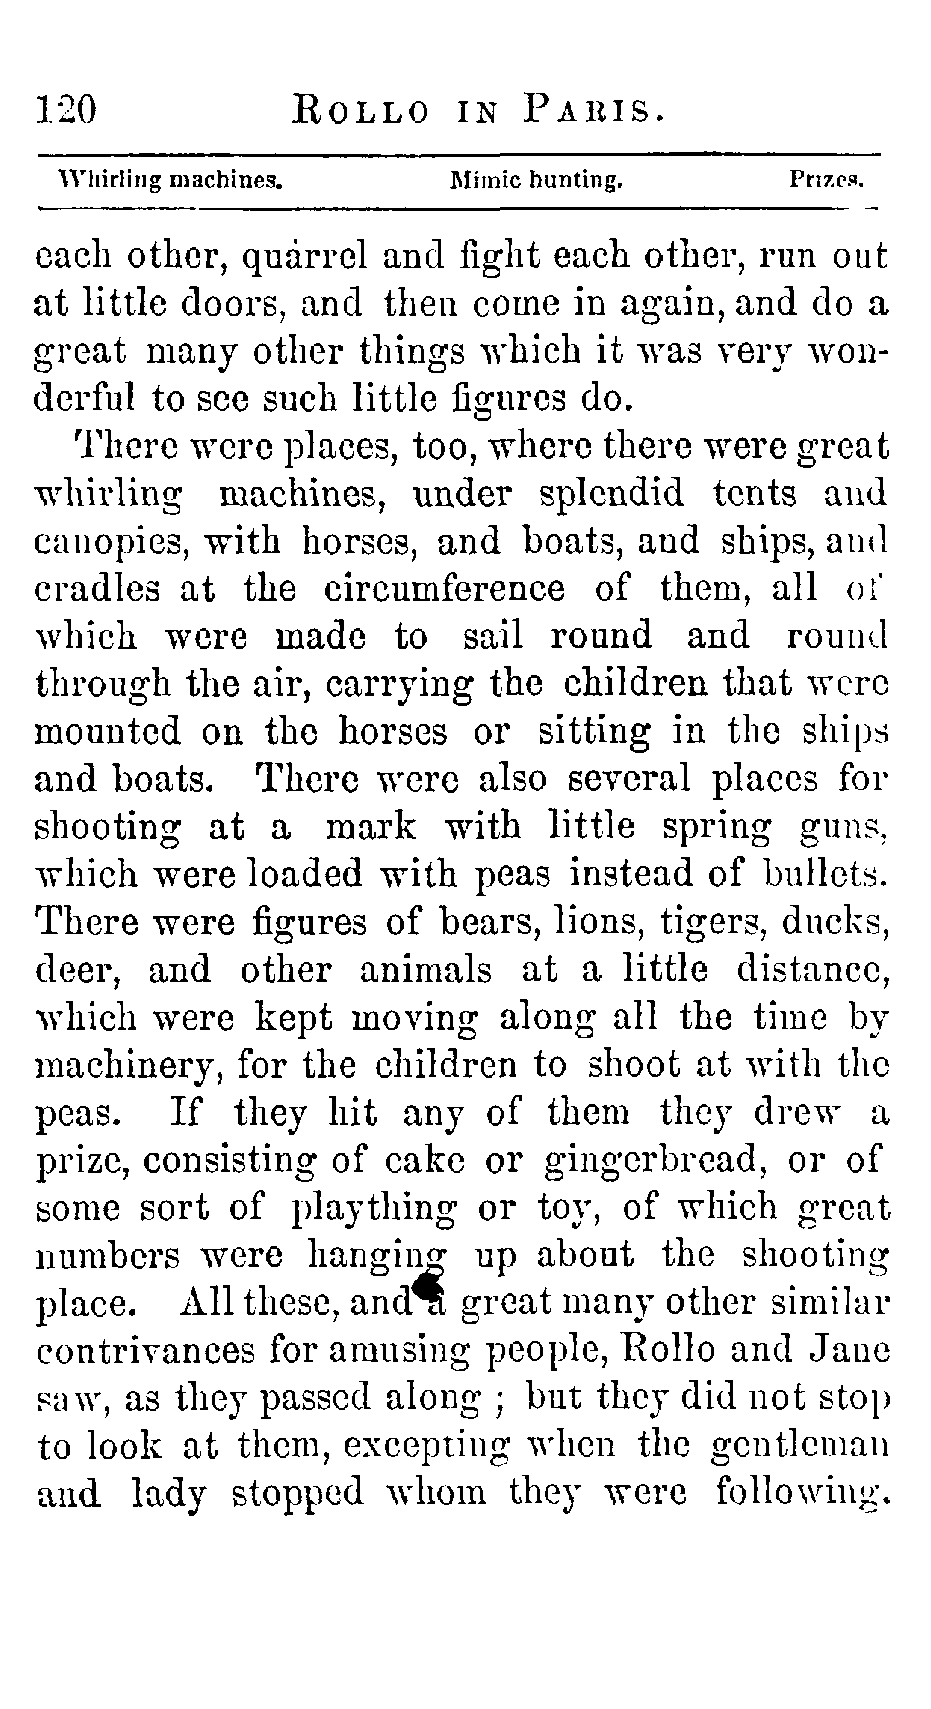 120 ROLLO IN PARIS.
Whirling machines. Mimic hunting. Prizes.
each other, quarrel and fight each other, run out
at little doors, and then come in again, and do a
great many other things which it was very won-
derful to see such little figures do.
There were places, too, where there were great
whirling machines, under splendid tents and
canopies, with horses, and boats, and ships, and
cradles at the circumference of them, all of
which were made to sail round and round
through the air, carrying the children that were
mounted on the horses or sitting in the ships
and boats. There were also several places for
shooting at a mark with little spring guns,
which were loaded with peas instead of bullets.
There were figures of bears, lions, tigers, ducks,
deer, and other animals at a little distance,
which were kept moving along all the time by
machinery, for the children to shoot at with the
peas. If they hit any of them they drew a
prize, consisting of cake or gingerbread, or of
some sort of plaything or toy, of which great
numbers were hanging up about the shooting
place. All these, and a great many other similar
contrivances for amusing people, Rollo and Jane
saw, as they passed along ; but they did not stop
to look at them, excepting when the gentleman
and lady stopped whom they were following.